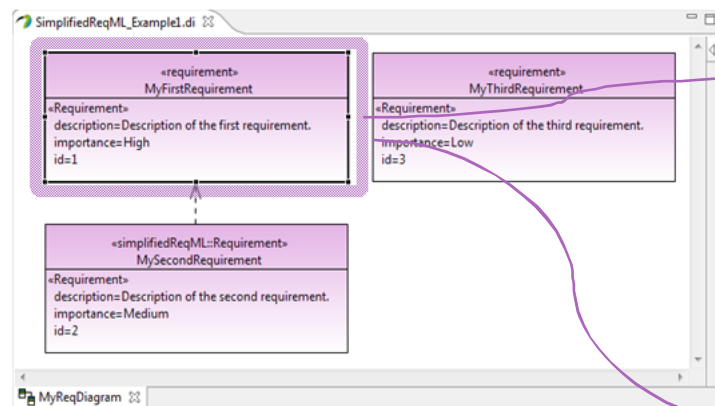 SimplifiedReqML_Example1.di
«requirement»
MyFirstRequirement
«Requirement»
description=Description of the first requirement.
importance=High
id=1
«requirement»
MyThirdRequirement
«Requirement»
description=Description of the third requirement.
importance=Low
id=3
«simplifiedReqML::Requirement»
MySecondRequirement
«Requirement»
description=Description of the second requirement.
importance=Medium
id=2
MyReqDiagram